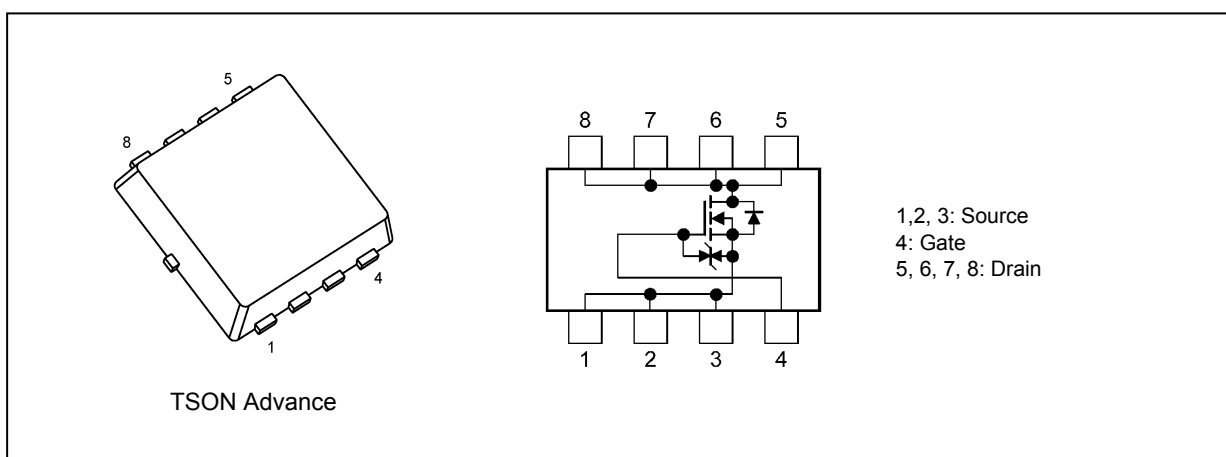 5
8
4
1
TSON Advance
8 7 6 5
1 2 3 4
1,2, 3: Source
4: Gate
5, 6, 7, 8: Drain